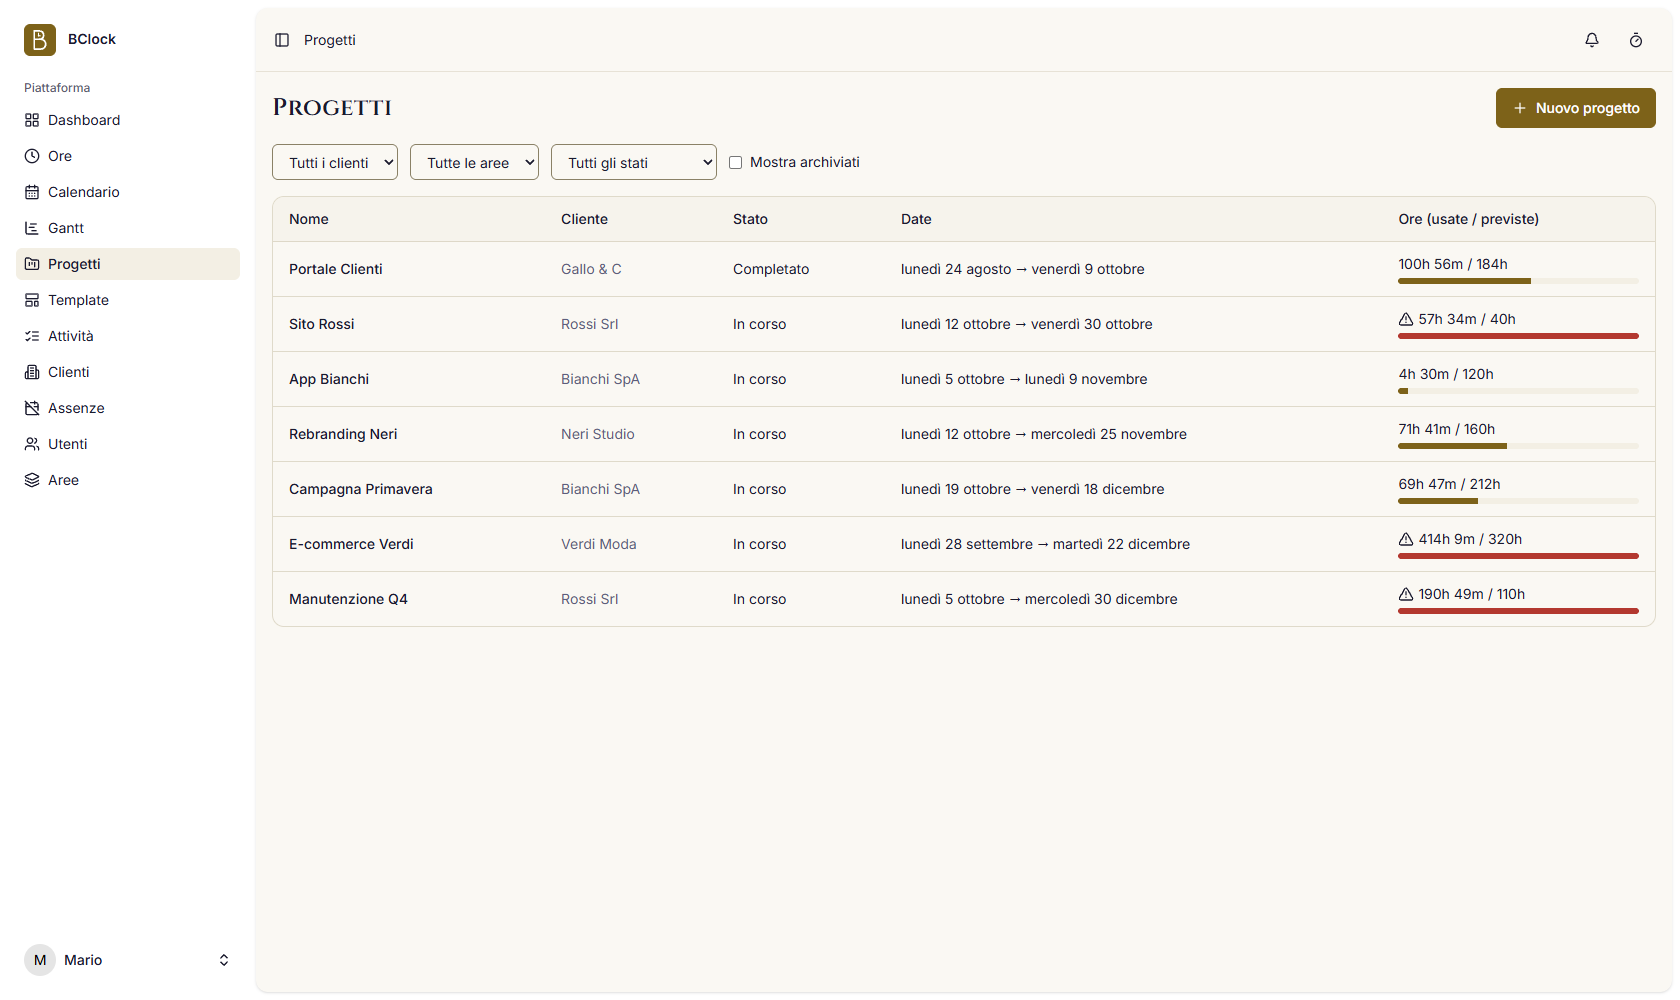 BClock
Piattaforma
Dashboard
Ore
Calendario
Gantt
Progetti
Template
Attività
Clienti
Assenze
Utenti
Aree
M Mario
Progetti
Progetti
Nuovo progetto
Tutti i clienti Tutte le aree Tutti gli stati Mostra archiviati
Nome Cliente Stato Date Ore (usate / previste)
Portale Clienti Gallo & C Completato lunedì 24 agosto → venerdì 9 ottobre 100h 56m / 184h
Sito Rossi Rossi Srl In corso lunedì 12 ottobre → venerdì 30 ottobre 57h 34m / 40h
App Bianchi Bianchi SpA In corso lunedì 5 ottobre → lunedì 9 novembre 4h 30m / 120h
Rebranding Neri Neri Studio In corso lunedì 12 ottobre → mercoledì 25 novembre 71h 41m / 160h
Campagna Primavera Bianchi SpA In corso lunedì 19 ottobre → venerdì 18 dicembre 69h 47m / 212h
E-commerce Verdi Verdi Moda In corso lunedì 28 settembre → martedì 22 dicembre 414h 9m / 320h
Manutenzione Q4 Rossi Srl In corso lunedì 5 ottobre → mercoledì 30 dicembre 190h 49m / 110h